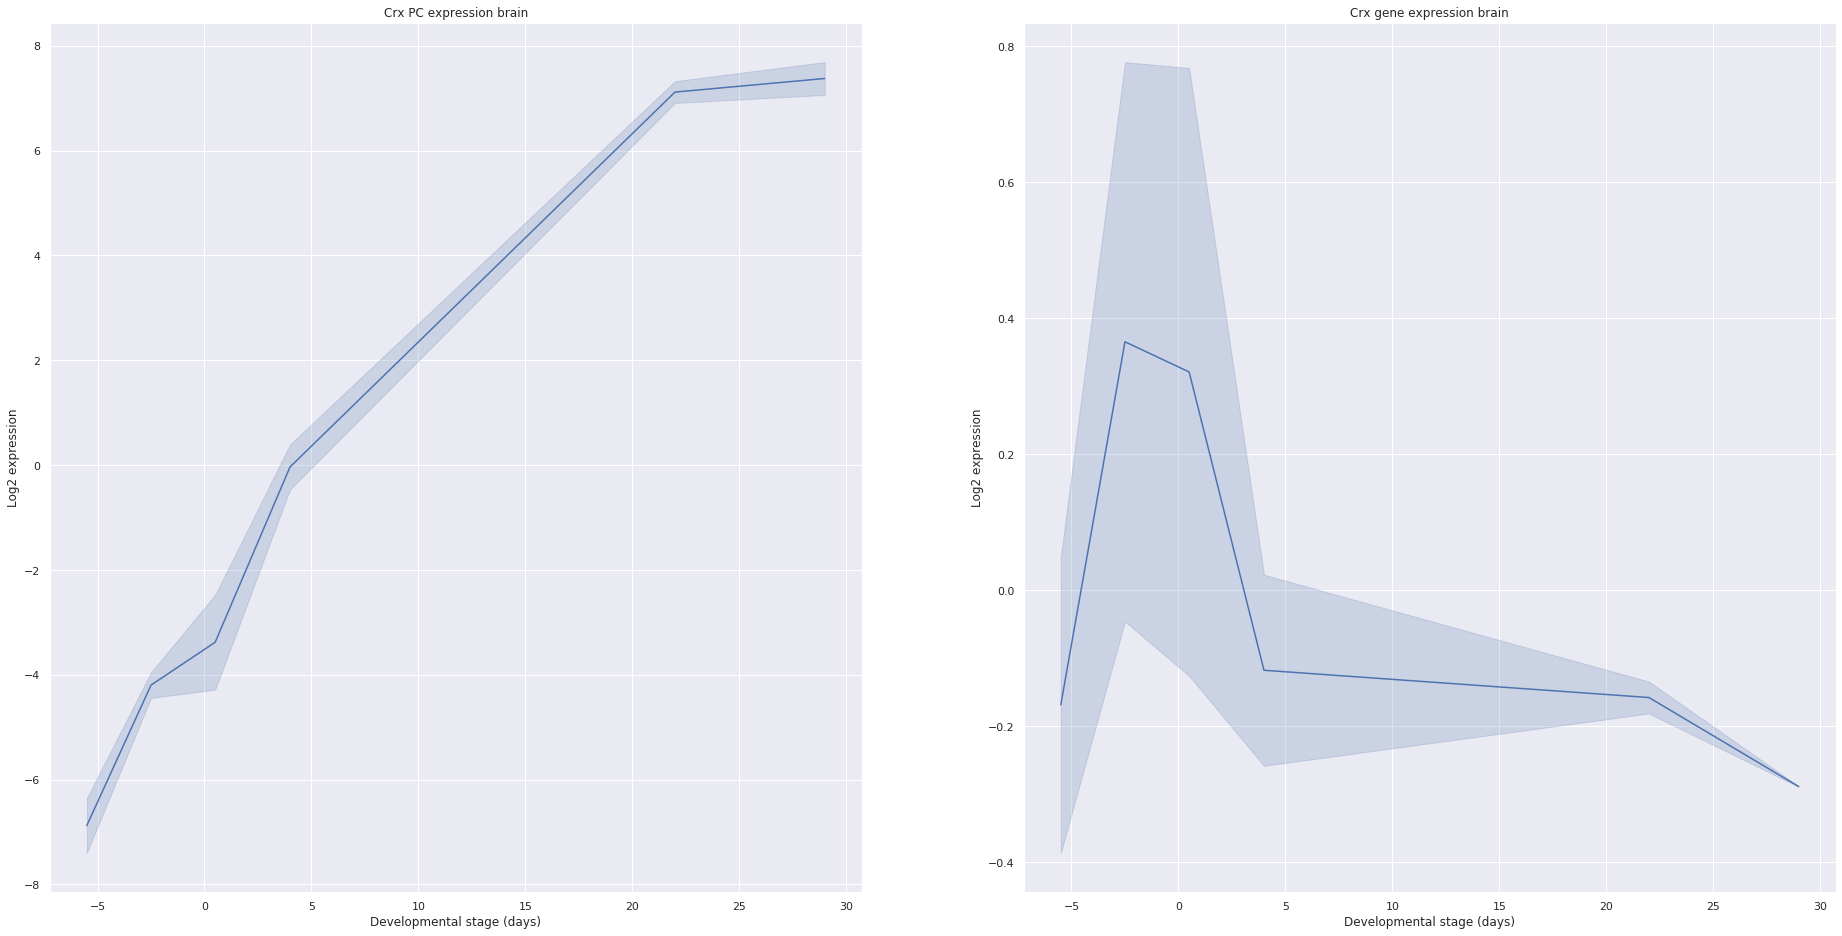 Crx PC expression brain
8
6
4
2
0
−2
−4
−6
−8
Log2 expression
−5 0 5 10 15 20 25 30
Developmental stage (days)
Crx gene expression brain
0.8
0.6
0.4
0.2
0.0
−0.2
−0.4
Log2 expression
−5 0 5 10 15 20 25 30
Developmental stage (days)